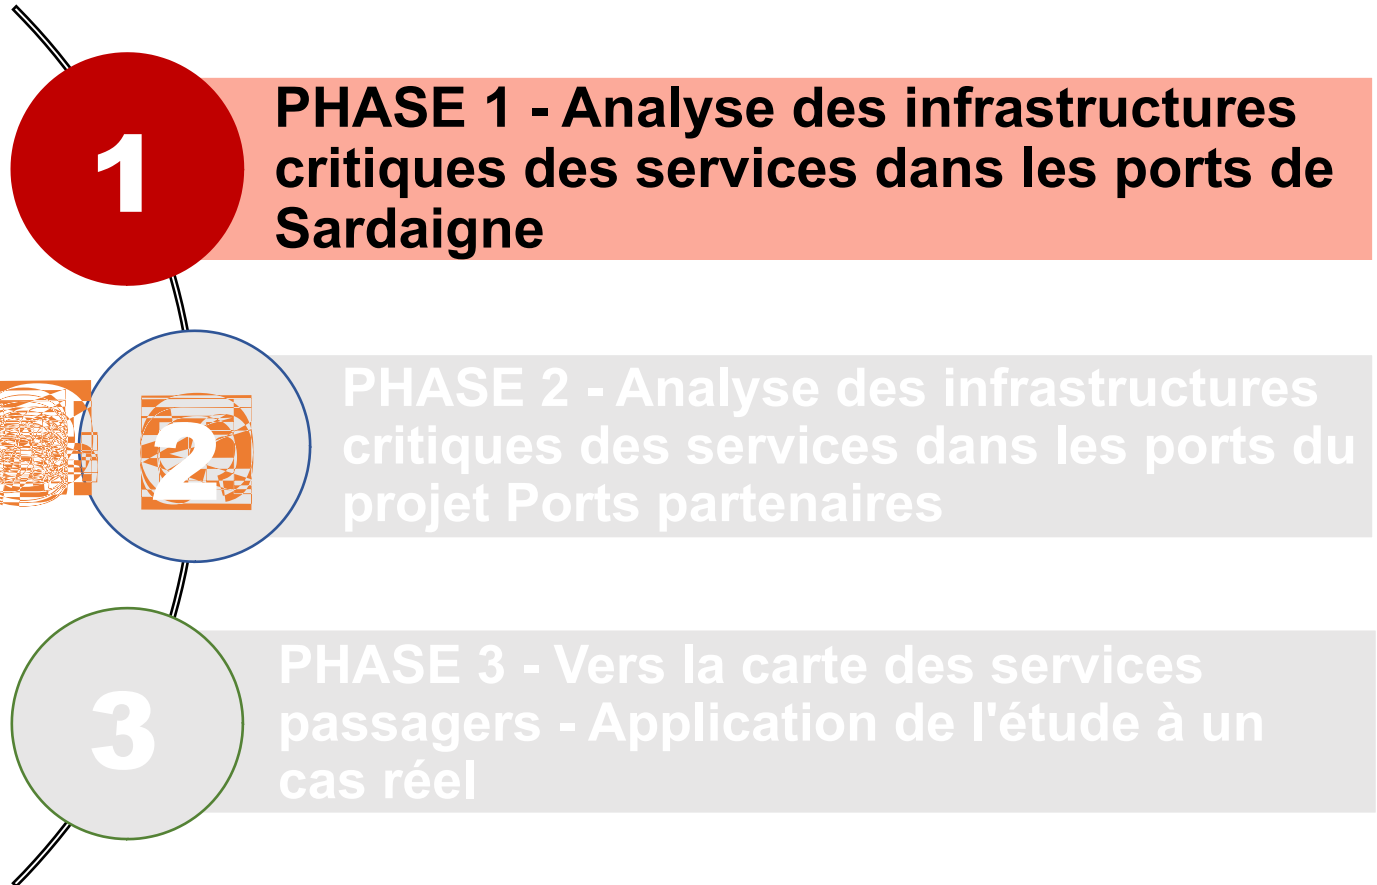 1
PHASE 1 - Analyse des infrastructures
critiques des services dans les ports de
Sardaigne
2
PHASE 2 - Analyse des infrastructures
critiques des services dans les ports du
projet Ports partenaires
3
PHASE 3 - Vers la carte des services
passagers - Application de l'étude à un
cas réel